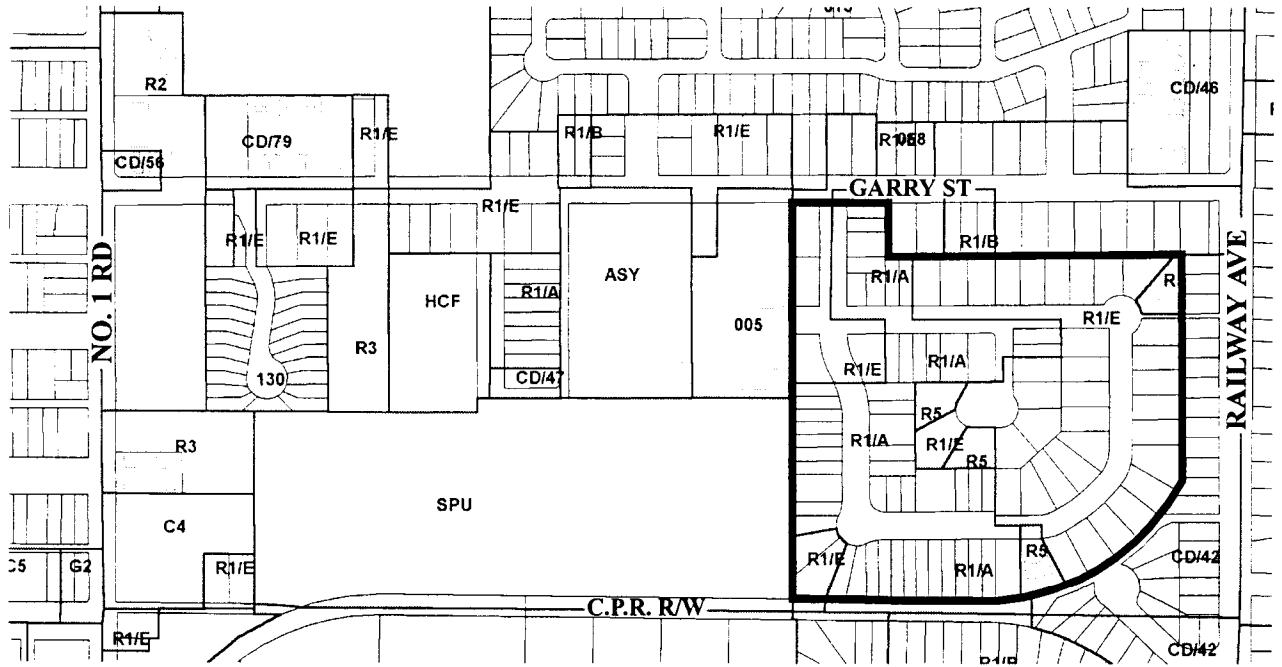 R2
CD/46
CD/79
R1/E
R1/B
R1/E
CD/56
GARRY ST
R1/E
R1/E
R1/E
R1/B
NO. 1 RD
RAILWAY AVE
ASY
R1/A
HCF
R1/A
R1/E
005
R3
R1/E
R1/A
130
CD/47
R5
R1/A
R1/E
R3
R5
SPU
C4
R1/E
G2
R1/E
R5
CD/42
R1/A
C.P.R. R/W
R1/E
CD/42